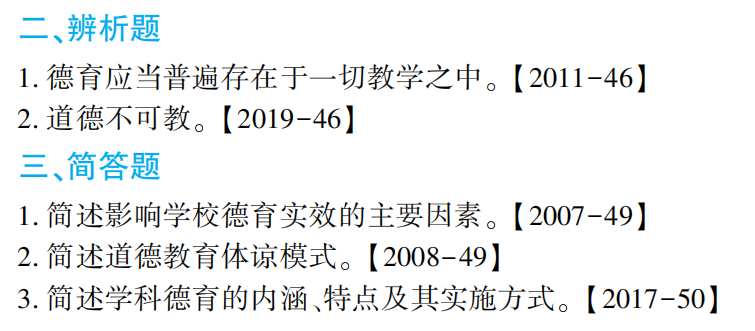 二、辨析题
1. 德育应当普遍存在于一切教学之中。【2011-46】
2. 道德不可教。【2019-46】
三、简答题
1. 简述影响学校德育实效的主要因素。【2007-49】
2. 简述道德教育体谅模式。【2008-49】
3. 简述学科德育的内涵、特点及其实施方式。【2017-50】